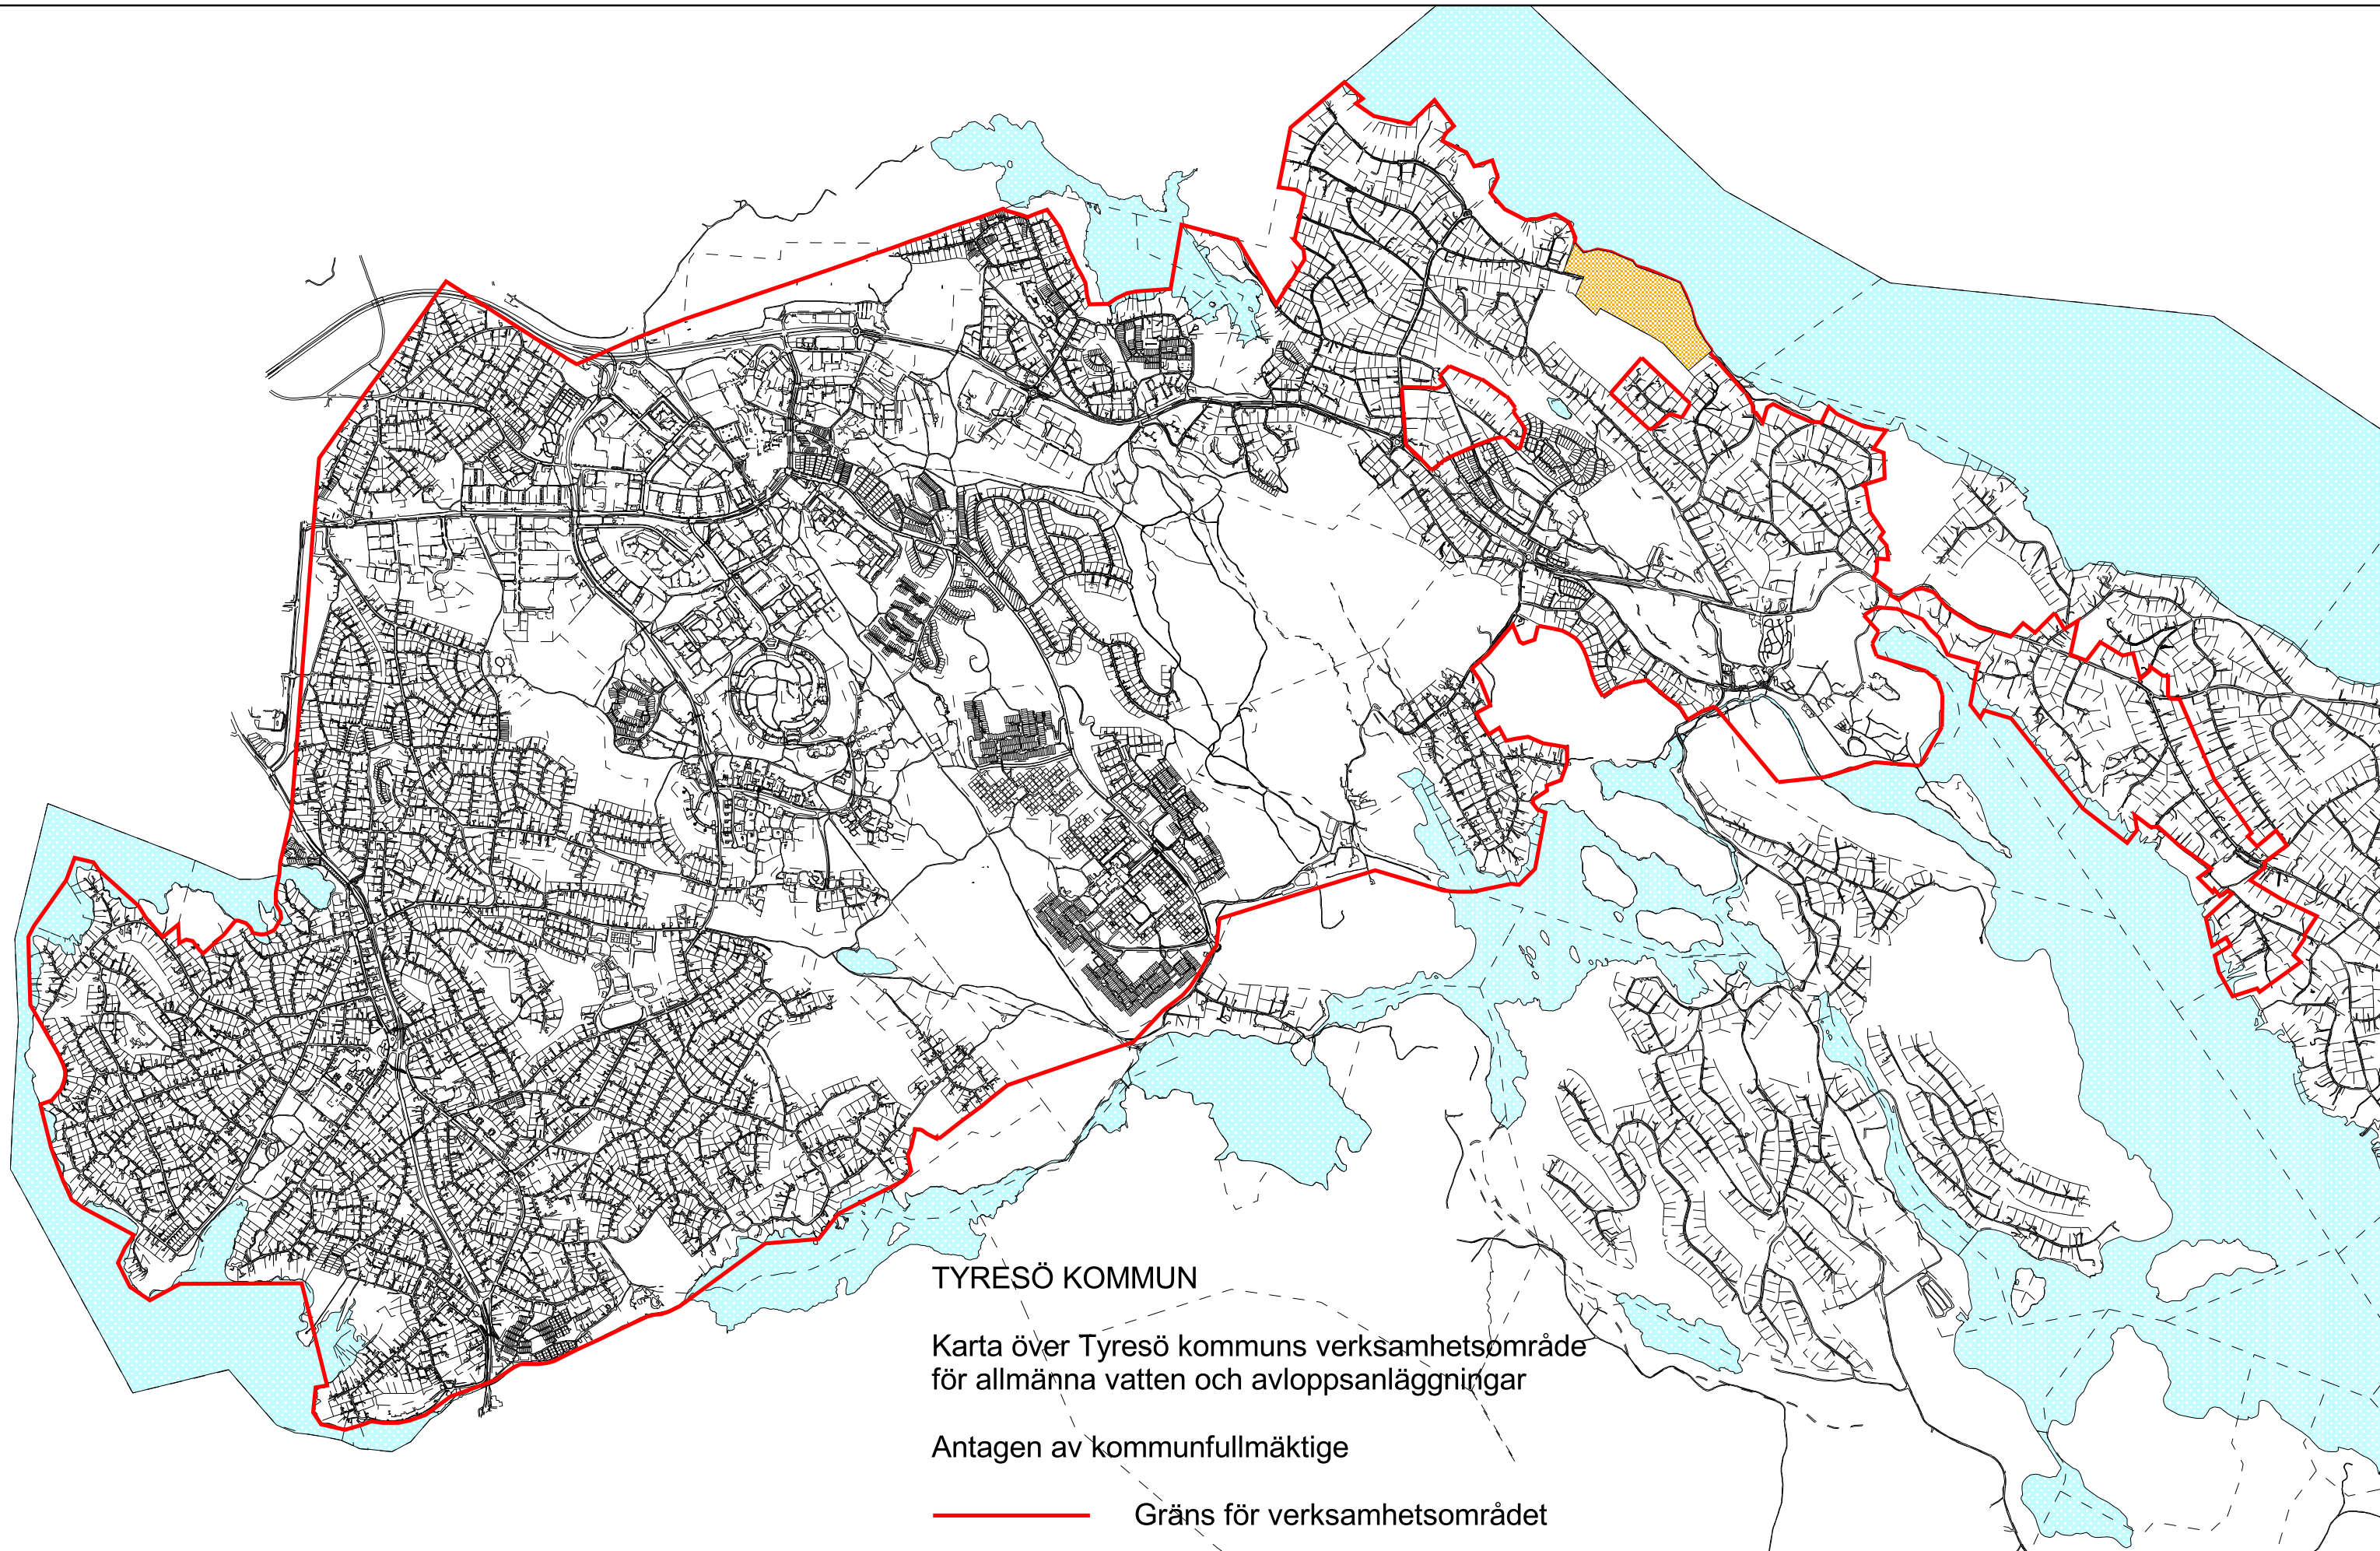 TYRESÖ KOMMUN
Karta över Tyresö kommuns verksamhetsområde
för allmänna vatten och avloppsanläggningar
Antagen av kommunfullmäktige
Gräns för verksamhetsområdet